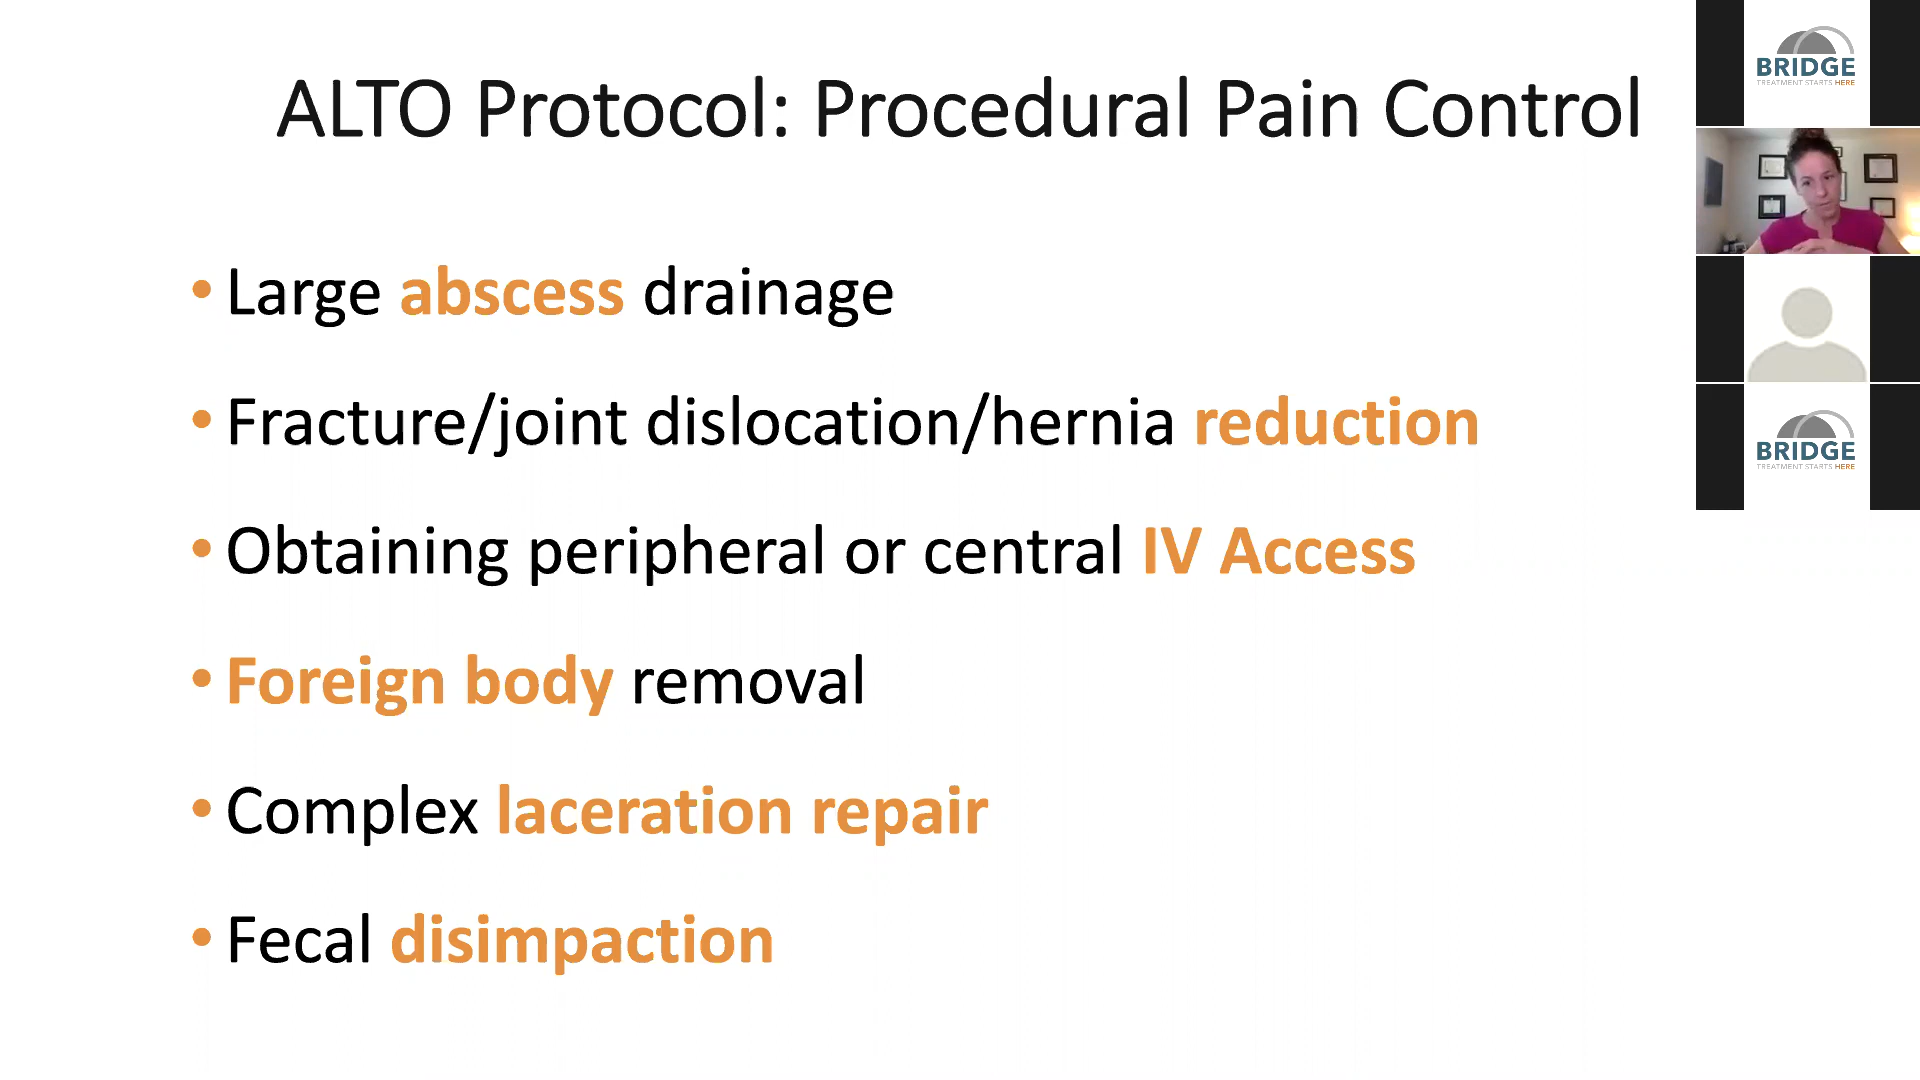 ALTO Protocol: Procedural Pain Control
• Large abscess drainage
• Fracture/joint dislocation/hernia reduction
• Obtaining peripheral or central IV Access
• Foreign body removal
• Complex laceration repair
• Fecal disimpaction
BRIDGE
TREATMENT STARTS HERE
BRIDGE
TREATMENT STARTS HERE